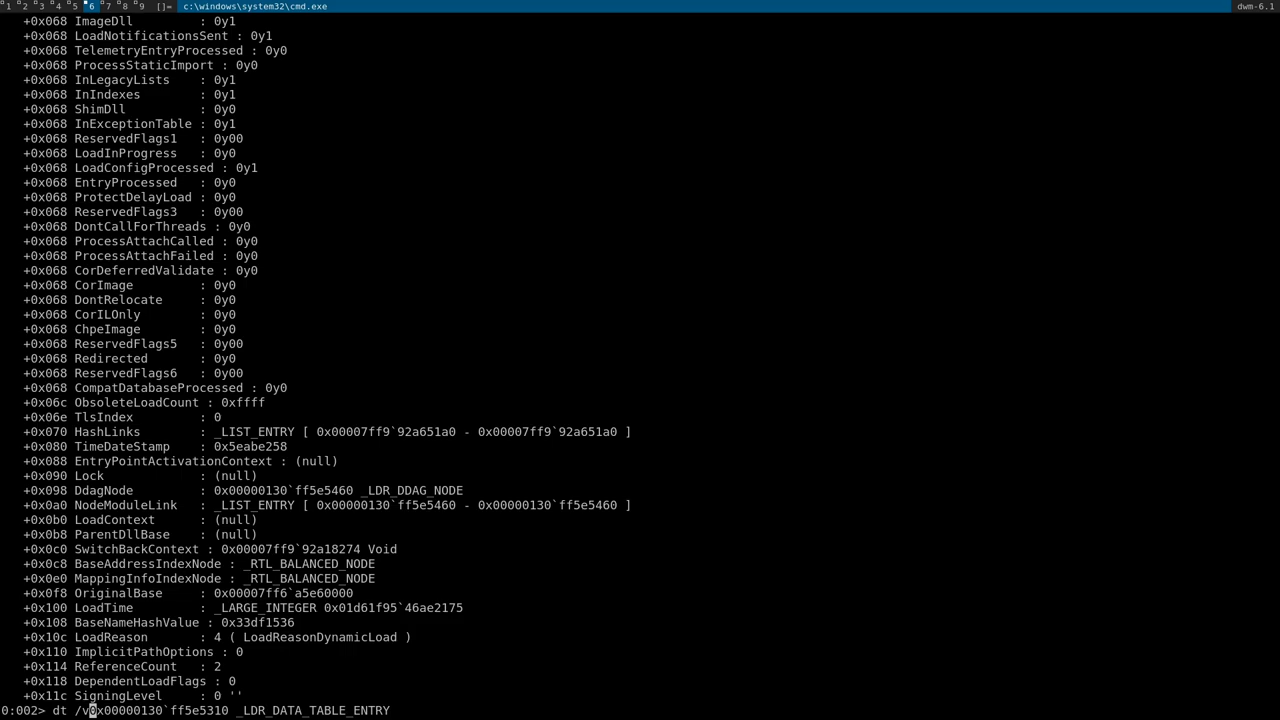 1 2 3 4 5 6 7 8 9 []= c:\windows\system32\cmd.exe dwm-6.1
+0x068 ImageDll : 0y1
+0x068 LoadNotificationsSent : 0y1
+0x068 TelemetryEntryProcessed : 0y0
+0x068 ProcessStaticImport : 0y0
+0x068 InLegacyLists : 0y1
+0x068 InIndexes : 0y1
+0x068 ShimDll : 0y0
+0x068 InExceptionTable : 0y1
+0x068 ReservedFlags1 : 0y00
+0x068 LoadInProgress : 0y0
+0x068 LoadConfigProcessed : 0y1
+0x068 EntryProcessed : 0y0
+0x068 ProtectDelayLoad : 0y0
+0x068 ReservedFlags3 : 0y00
+0x068 DontCallForThreads : 0y0
+0x068 ProcessAttachCalled : 0y0
+0x068 ProcessAttachFailed : 0y0
+0x068 CorDeferredValidate : 0y0
+0x068 CorImage : 0y0
+0x068 DontRelocate : 0y0
+0x068 CorILOnly : 0y0
+0x068 ChpeImage : 0y0
+0x068 ReservedFlags5 : 0y00
+0x068 Redirected : 0y0
+0x068 ReservedFlags6 : 0y00
+0x068 CompatDatabaseProcessed : 0y0
+0x06c ObsoleteLoadCount : 0xffff
+0x06e TlsIndex : 0
+0x070 HashLinks : _LIST_ENTRY [ 0x00007ff9`92a651a0 - 0x00007ff9`92a651a0 ]
+0x080 TimeDateStamp : 0x5eabe258
+0x088 EntryPointActivationContext : (null)
+0x090 Lock : (null)
+0x098 DdagNode : 0x00000130`ff5e5460 _LDR_DDAG_NODE
+0x0a0 NodeModuleLink : _LIST_ENTRY [ 0x00000130`ff5e5460 - 0x00000130`ff5e5460 ]
+0x0b0 LoadContext : (null)
+0x0b8 ParentDllBase : (null)
+0x0c0 SwitchBackContext : 0x00007ff9`92a18274 Void
+0x0c8 BaseAddressIndexNode : _RTL_BALANCED_NODE
+0x0e0 MappingInfoIndexNode : _RTL_BALANCED_NODE
+0x0f8 OriginalBase : 0x00007ff6`a5e60000
+0x100 LoadTime : _LARGE_INTEGER 0x01d61f95`46ae2175
+0x108 BaseNameHashValue : 0x33df1536
+0x10c LoadReason : 4 ( LoadReasonDynamicLoad )
+0x110 ImplicitPathOptions : 0
+0x114 ReferenceCount : 2
+0x118 DependentLoadFlags : 0
+0x11c SigningLevel : 0 ''
0:002> dt /v0x00000130`ff5e5310 _LDR_DATA_TABLE_ENTRY